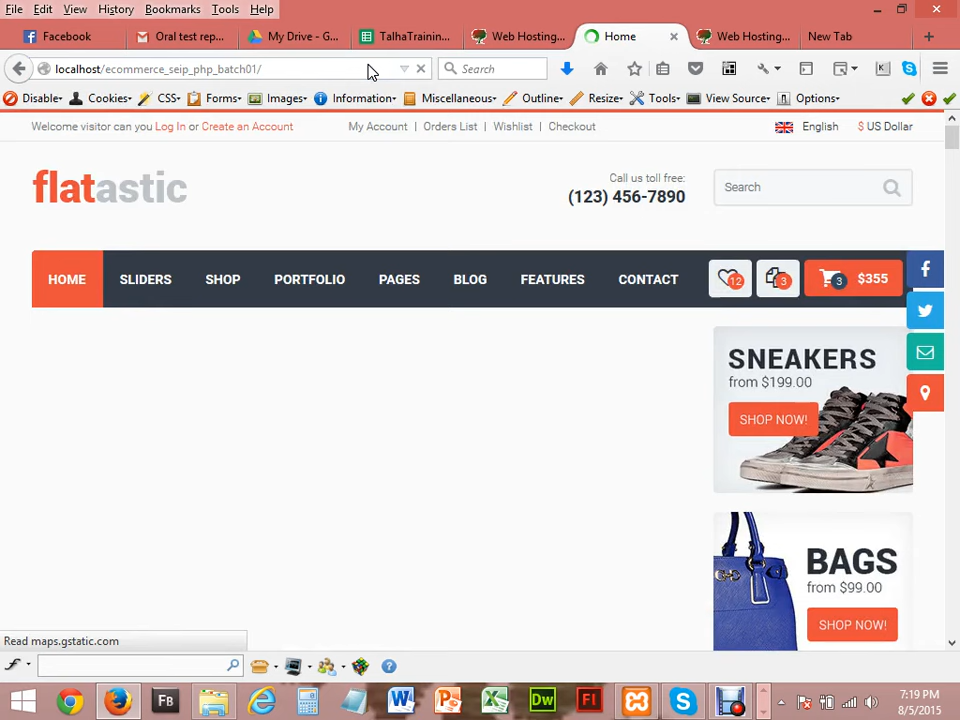 File Edit View History Bookmarks Tools Help
Facebook Oral test rep... My Drive - G... TalhaTrainin... Web Hosting... Home Web Hosting... New Tab
localhost/ecommerce_seip_php_batch01/ Search
Disable Cookies CSS Forms Images Information Miscellaneous Outline Resize Tools View Source Options
Welcome visitor can you Log In or Create an Account My Account Orders List Wishlist Checkout English $ US Dollar
flatastic
Call us toll free:
(123) 456-7890
Search
HOME SLIDERS SHOP PORTFOLIO PAGES BLOG FEATURES CONTACT 12 3 3 $355
SNEAKERS
from $199.00
SHOP NOW!
BAGS
from $99.00
SHOP NOW!
Read maps.gstatic.com
7:19 PM
8/5/2015